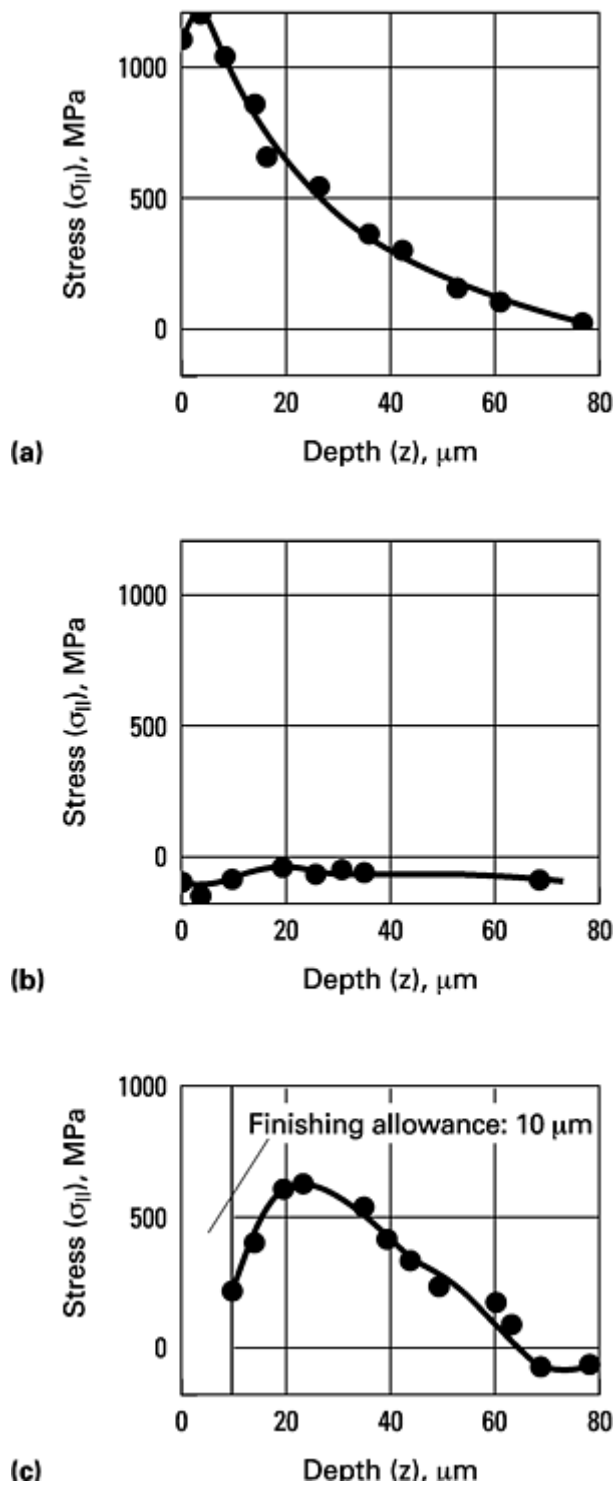 1000
500
0
Stress (σ||), MPa
0 20 40 60 80
(a)
Depth (z), μm
1000
500
0
Stress (σ||), MPa
0 20 40 60 80
(b)
Depth (z), μm
1000
Finishing allowance: 10 μm
500
0
Stress (σ||), MPa
0 20 40 60 80
(c)
Depth (z), μm